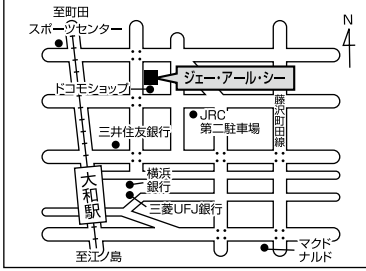 至町田
スポーツセンター
N
ジェー・アール・シー
ドコモショップ
JRC
第二駐車場
藤沢町田線
三井住友銀行
大和駅
横浜
銀行
三菱UFJ銀行
至江ノ島
マクド
ナルド